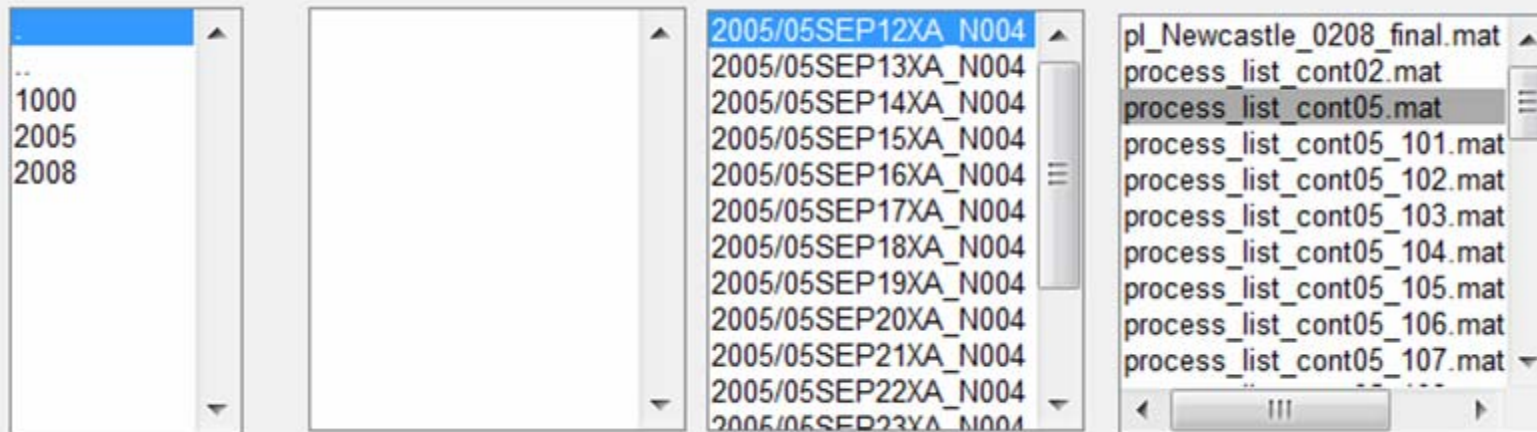 .
..
1000
2005
2008
2005/05SEP12XA_N004
2005/05SEP13XA_N004
2005/05SEP14XA_N004
2005/05SEP15XA_N004
2005/05SEP16XA_N004
2005/05SEP17XA_N004
2005/05SEP18XA_N004
2005/05SEP19XA_N004
2005/05SEP20XA_N004
2005/05SEP21XA_N004
2005/05SEP22XA_N004
2005/05SEP23XA_N004
pl_Newcastle_0208_final.mat
process_list_cont02.mat
process_list_cont05.mat
process_list_cont05_101.mat
process_list_cont05_102.mat
process_list_cont05_103.mat
process_list_cont05_104.mat
process_list_cont05_105.mat
process_list_cont05_106.mat
process_list_cont05_107.mat